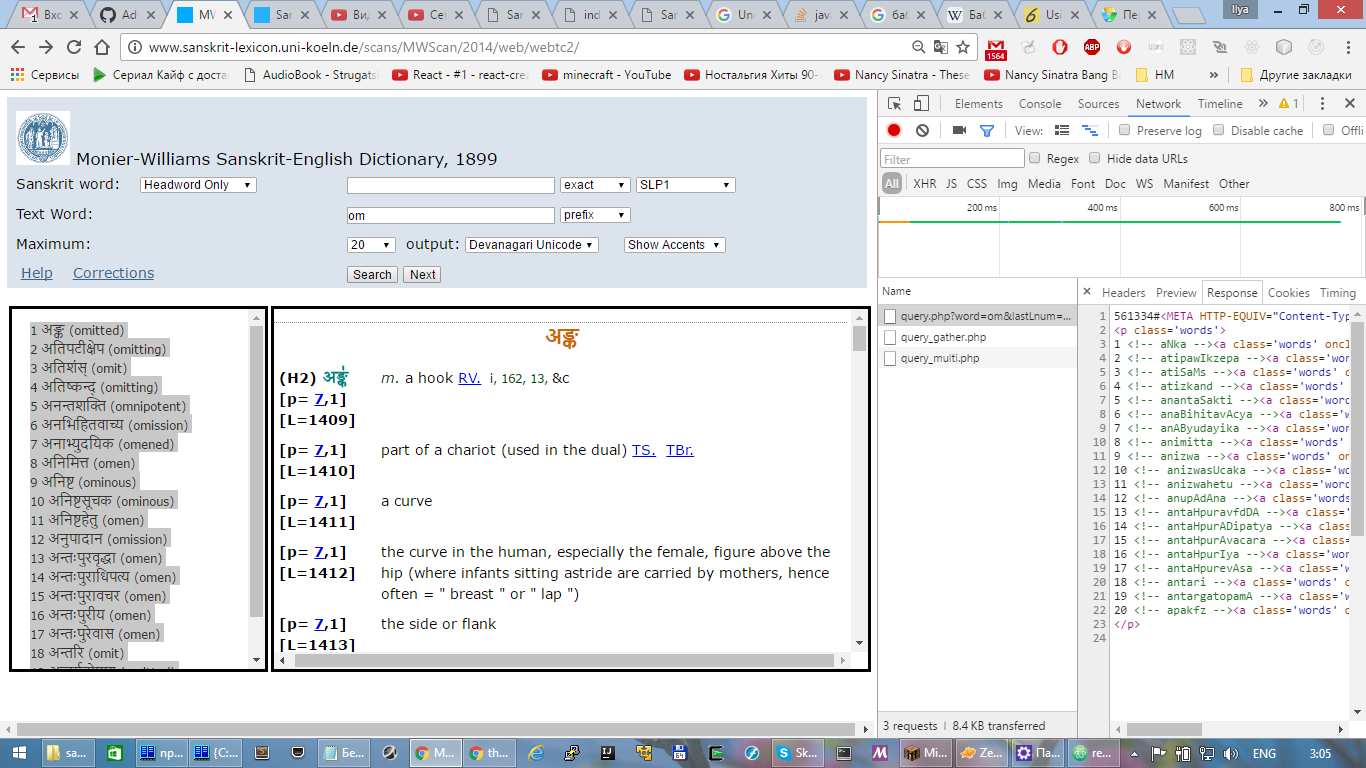 Вхо
Ad
MW
San
Вид
Сег
Sar
ind
Sar
Un
java
баб
Ба
Usi
Пер
Ilya
www.sanskrit-lexicon.uni-koeln.de/scans/MWScan/2014/web/webtc2/
1564
ABP
Сервисы
Сериал Кайф с доста
AudioBook - Strugats
React - #1 - react-cre
minecraft - YouTube
Ностальгия Хиты 90-
Nancy Sinatra - These
Nancy Sinatra Bang B
НМ
»
Другие закладки
Monier-Williams Sanskrit-English Dictionary, 1899
Sanskrit word: Headword Only exact SLP1
Text Word: om prefix
Maximum: 20 output: Devanagari Unicode Show Accents
Help Corrections Search Next
1 अङ्क (omitted)
2 अतिपटीक्षेप (omitting)
3 अतिशंस् (omit)
4 अतिष्कन्द् (omitting)
5 अनन्तशक्ति (omnipotent)
6 अनभिहितवाच्य (omission)
7 अनाभ्युदयिक (omened)
8 अनिमित्त (omen)
9 अनिष्ट (ominous)
10 अनिष्टसूचक (ominous)
11 अनिष्टहेतु (omen)
12 अनुपादान (omission)
13 अन्तःपुरवृद्धा (omen)
14 अन्तःपुराधिपत्य (omen)
15 अन्तःपुरावचर (omen)
16 अन्तःपुरीय (omen)
17 अन्तःपुरेवास (omen)
18 अन्तरि (omit)
अङ्क
(H2) अङ्क॑ m. a hook RV. i, 162, 13, &c
[p= 7,1]
[L=1409]
[p= 7,1] part of a chariot (used in the dual) TS. TBr.
[L=1410]
[p= 7,1] a curve
[L=1411]
[p= 7,1] the curve in the human, especially the female, figure above the
[L=1412] hip (where infants sitting astride are carried by mothers, hence
often = " breast " or " lap ")
[p= 7,1] the side or flank
[L=1413]
Elements Console Sources Network Timeline » 1
View: Preserve log Disable cache Offli
Filter Regex Hide data URLs
All XHR JS CSS Img Media Font Doc WS Manifest Other
200 ms 400 ms 600 ms 800 ms
Name
query.php?word=om&lastLnum=...
query_gather.php
query_multi.php
3 requests | 8.4 KB transferred
Headers Preview Response Cookies Timing
1 561334#<META HTTP-EQUIV="Content-Typ
2 <p class='words'>
3 1 <!-- aNka --><a class='words' oncl
4 2 <!-- atipawIkzepa --><a class='wo
5 3 <!-- atiSaMs --><a class='words'
6 4 <!-- atizkand --><a class='words'
7 5 <!-- anantaSakti --><a class='word
8 6 <!-- anaBihitavAcya --><a class='w
9 7 <!-- anAByudayika --><a class='wor
10 8 <!-- animitta --><a class='words'
11 9 <!-- anizwa --><a class='words' on
12 10 <!-- anizwasUcaka --><a class='wo
13 11 <!-- anizwahetu --><a class='word
14 12 <!-- anupAdAna --><a class='words
15 13 <!-- antaHpuravfdDA --><a class='
16 14 <!-- antaHpurADipatya --><a class
17 15 <!-- antaHpurAvacara --><a class=
18 16 <!-- antaHpurIya --><a class='wor
19 17 <!-- antaHpurevAsa --><a class='w
20 18 <!-- antari --><a class='words' o
21 19 <!-- antargatopamA --><a class='w
22 20 <!-- apakfz --><a class='words' o
23 </p>
24
sa...
пр...
{C:...
Бе...
M...
th...
64
Sk...
Mi...
Ze...
Па...
re...
ENG
3:05